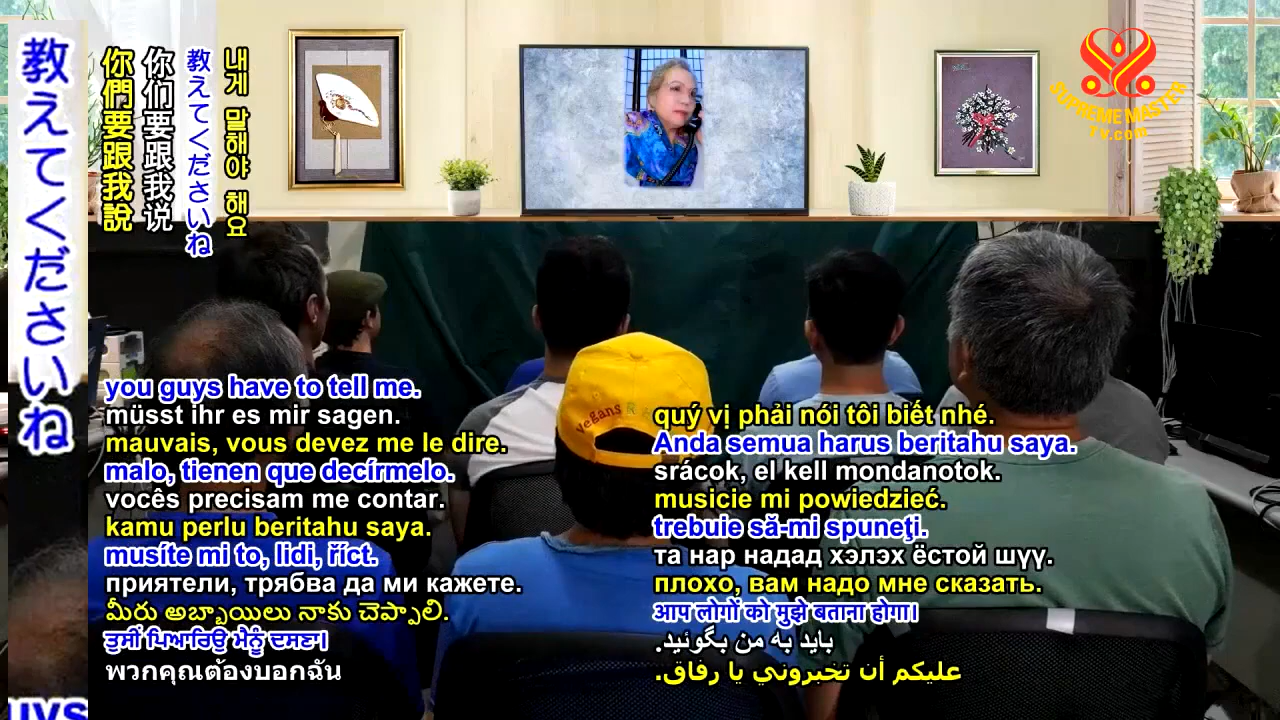 教えてくださいね
你們要跟我說
你们要跟我说
教えてくださいね
내게 말해야 해요
SUPREME MASTER
TV.com
vegans
you guys have to tell me.
müsst ihr es mir sagen.
mauvais, vous devez me le dire.
malo, tienen que decírmelo.
vocês precisam me contar.
kamu perlu beritahu saya.
musíte mi to, lidi, říct.
приятели, трябва да ми кажете.
మీరు అబ్బాయిలు నాకు చెప్పాలి.
ਤੁਸੀਂ ਪਿਆਰਿਉ ਮੈਨੂੰ ਦਸਣਾ।
พวกคุณต้องบอกฉัน
quý vị phải nói tôi biết nhé.
Anda semua harus beritahu saya.
srácok, el kell mondanotok.
musicie mi powiedzieć.
trebuie să-mi spuneţi.
та нар надад хэлэх ёстой шүү.
плохо, вам надо мне сказать.
आप लोगों को मुझे बताना होगा।
باید به من بگوئید.
عليكم أن تخبروني يا رفاق.